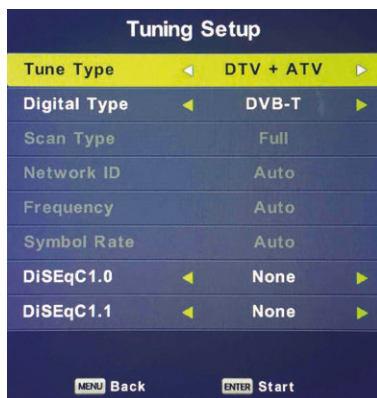 Tuning Setup
Tune Type DTV + ATV
Digital Type DVB-T
Scan Type Full
Network ID Auto
Frequency Auto
Symbol Rate Auto
DiSEqC1.0 None
DiSEqC1.1 None
MENU Back ENTER Start